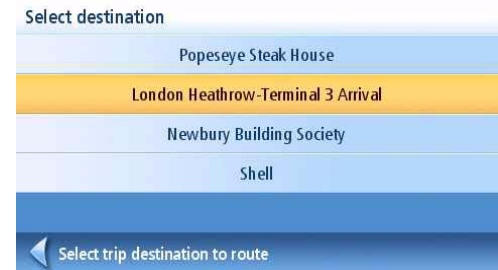 Select destination
Popeseye Steak House
London Heathrow-Terminal 3 Arrival
Newbury Building Society
Shell
Select trip destination to route